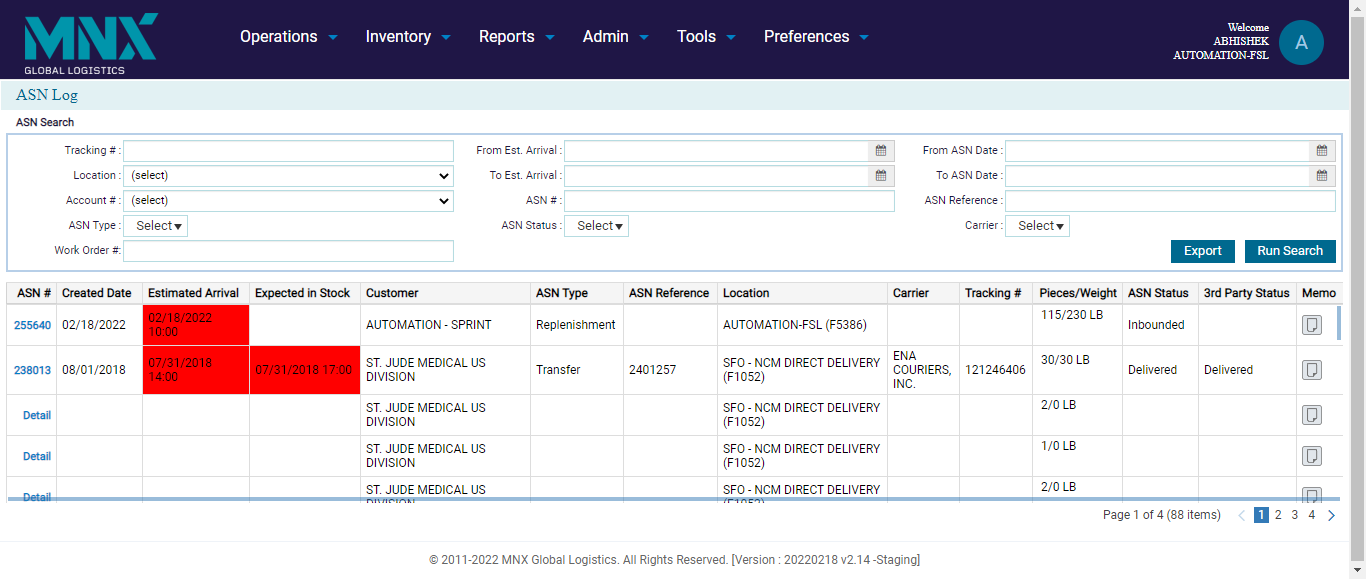 MNX
GLOBAL LOGISTICS
Operations Inventory Reports Admin Tools Preferences
Welcome
ABHISHEK
AUTOMATION-FSL
A
ASN Log
ASN Search
Tracking # : From Est. Arrival : From ASN Date :
Location : (select) To Est. Arrival : To ASN Date :
Account # : (select) ASN # : ASN Reference :
ASN Type : Select ASN Status : Select Carrier : Select
Work Order #: Export Run Search
ASN # Created Date Estimated Arrival Expected in Stock Customer ASN Type ASN Reference Location Carrier Tracking # Pieces/Weight ASN Status 3rd Party Status Memo
255640 02/18/2022 02/18/2022 10:00 AUTOMATION - SPRINT Replenishment AUTOMATION-FSL (F5386) 115/230 LB Inbounded
238013 08/01/2018 07/31/2018 14:00 07/31/2018 17:00 ST. JUDE MEDICAL US DIVISION Transfer 2401257 SFO - NCM DIRECT DELIVERY (F1052) ENA COURIERS, INC. 121246406 30/30 LB Delivered Delivered
Detail ST. JUDE MEDICAL US DIVISION SFO - NCM DIRECT DELIVERY (F1052) 2/0 LB
Detail ST. JUDE MEDICAL US DIVISION SFO - NCM DIRECT DELIVERY (F1052) 1/0 LB
Detail ST. JUDE MEDICAL US DIVISION SFO - NCM DIRECT DELIVERY (F1052) 2/0 LB
Page 1 of 4 (88 items) 1 2 3 4
© 2011-2022 MNX Global Logistics. All Rights Reserved. [Version : 20220218 v2.14 -Staging]